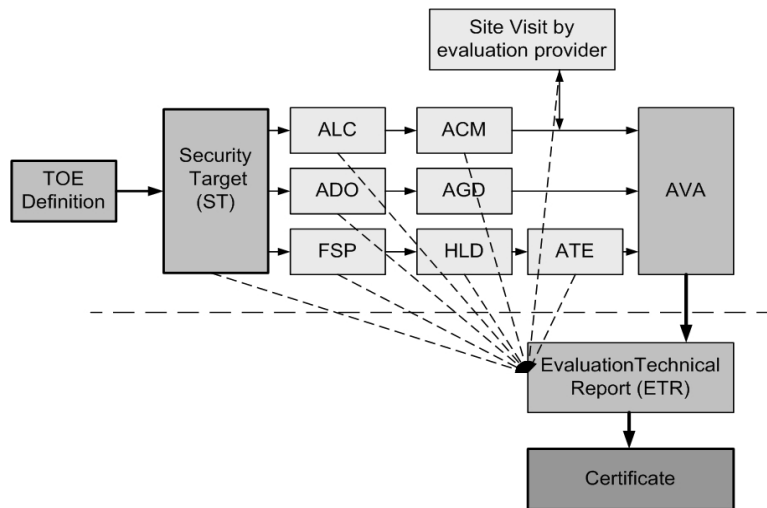 Site Visit by
evaluation provider
TOE
Definition
Security
Target
(ST)
ALC
ACM
ADO
AGD
FSP
HLD
ATE
AVA
EvaluationTechnical
Report (ETR)
Certificate